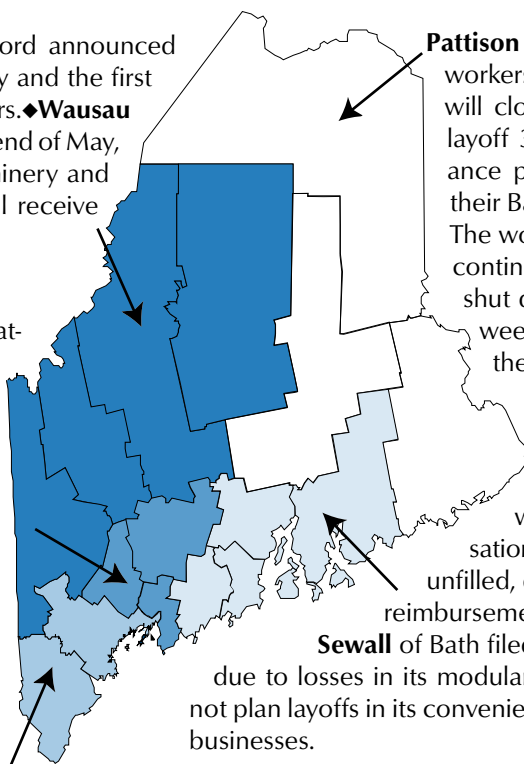 ord announced
y and the first
rs.◆Wausau
end of May,
inery and
l receive
at-
Pattison
workers
will clo
layoff 3
ance p
their Ba
The wo
contin
shut c
wee
the
w
sation
unfilled,
reimburseme
Sewall of Bath filed
due to losses in its modular
not plan layoffs in its convenie
businesses.